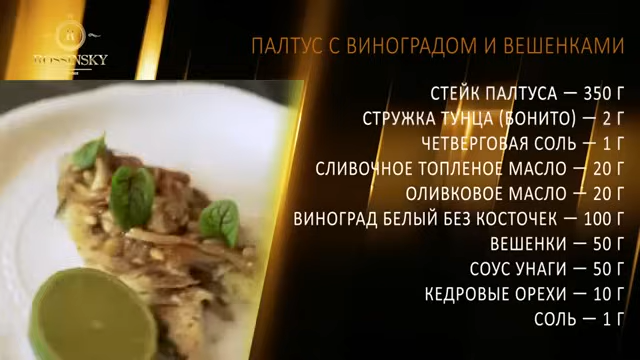 R
ROSSINSKY
ПАЛТУС С ВИНОГРАДОМ И ВЕШЕНКАМИ
СТЕЙК ПАЛТУСА — 350 Г
СТРУЖКА ТУНЦА (БОНИТО) — 2 Г
ЧЕТВЕРГОВАЯ СОЛЬ — 1 Г
СЛИВОЧНОЕ ТОПЛЕНОЕ МАСЛО — 20 Г
ОЛИВКОВОЕ МАСЛО — 20 Г
ВИНОГРАД БЕЛЫЙ БЕЗ КОСТОЧЕК — 100 Г
ВЕШЕНКИ — 50 Г
СОУС УНАГИ — 50 Г
КЕДРОВЫЕ ОРЕХИ — 10 Г
СОЛЬ — 1 Г